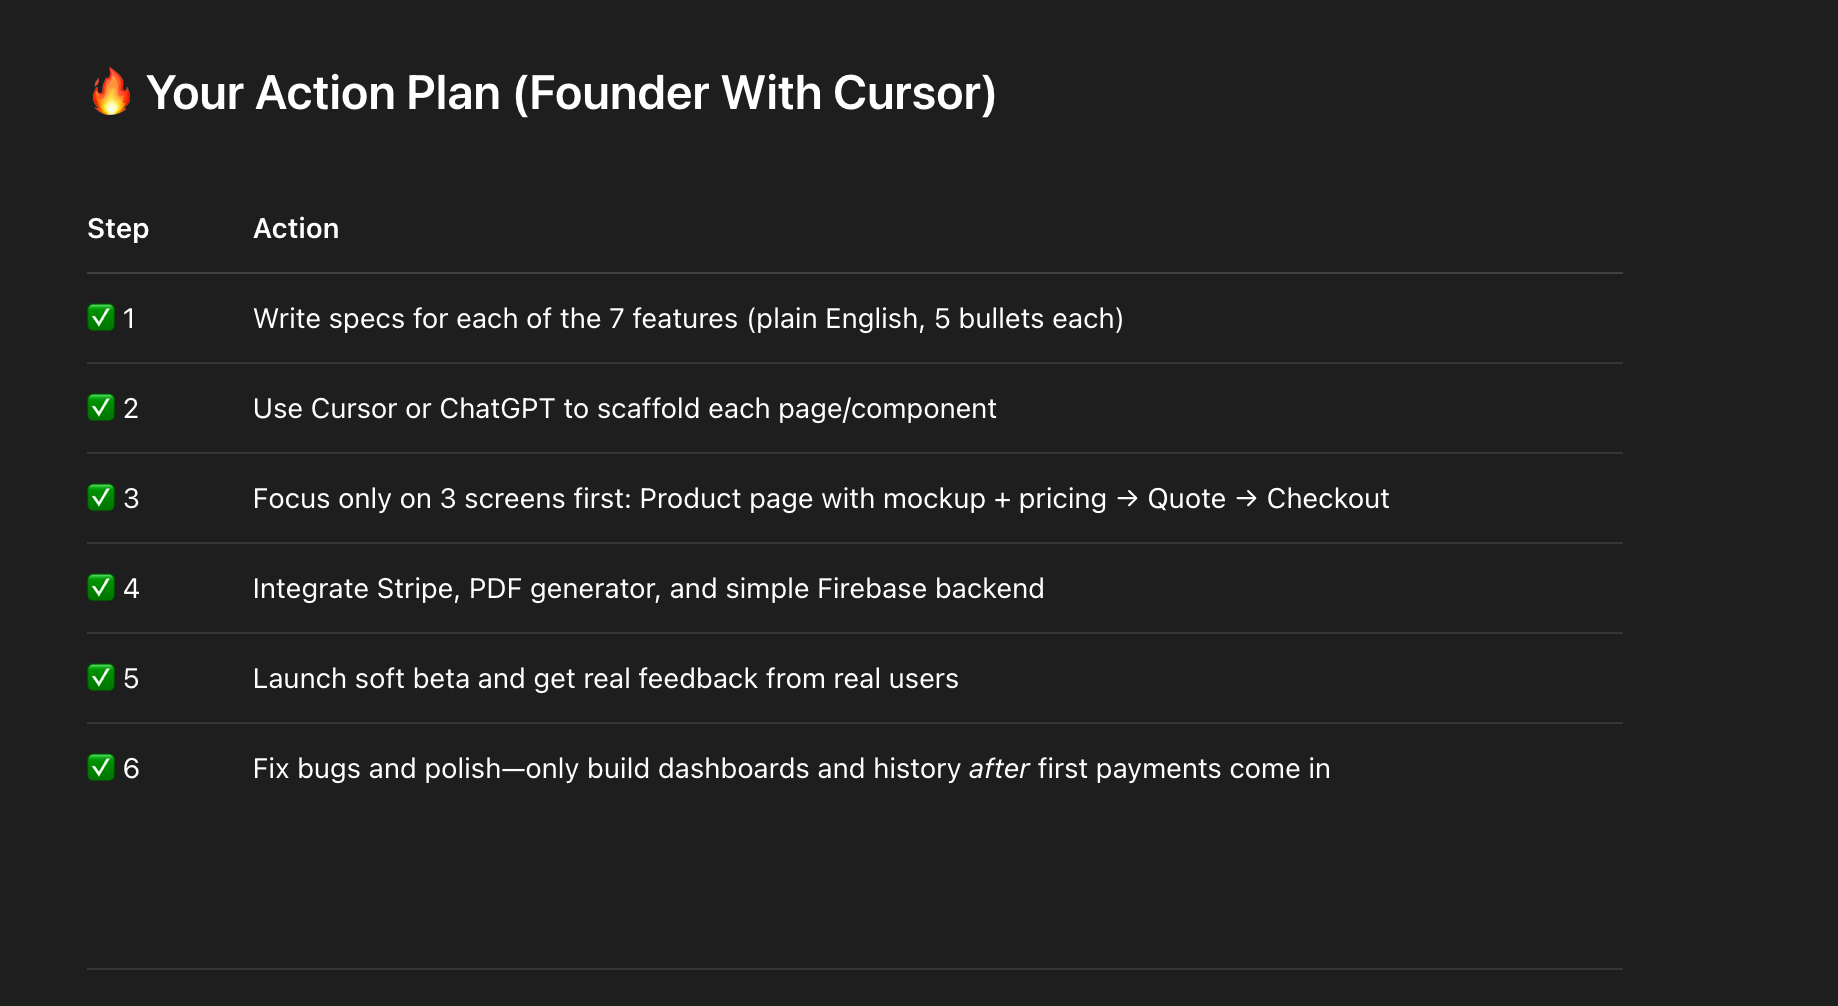 🔥 Your Action Plan (Founder With Cursor)
Step Action
✅ 1 Write specs for each of the 7 features (plain English, 5 bullets each)
✅ 2 Use Cursor or ChatGPT to scaffold each page/component
✅ 3 Focus only on 3 screens first: Product page with mockup + pricing → Quote → Checkout
✅ 4 Integrate Stripe, PDF generator, and simple Firebase backend
✅ 5 Launch soft beta and get real feedback from real users
✅ 6 Fix bugs and polish—only build dashboards and history after first payments come in